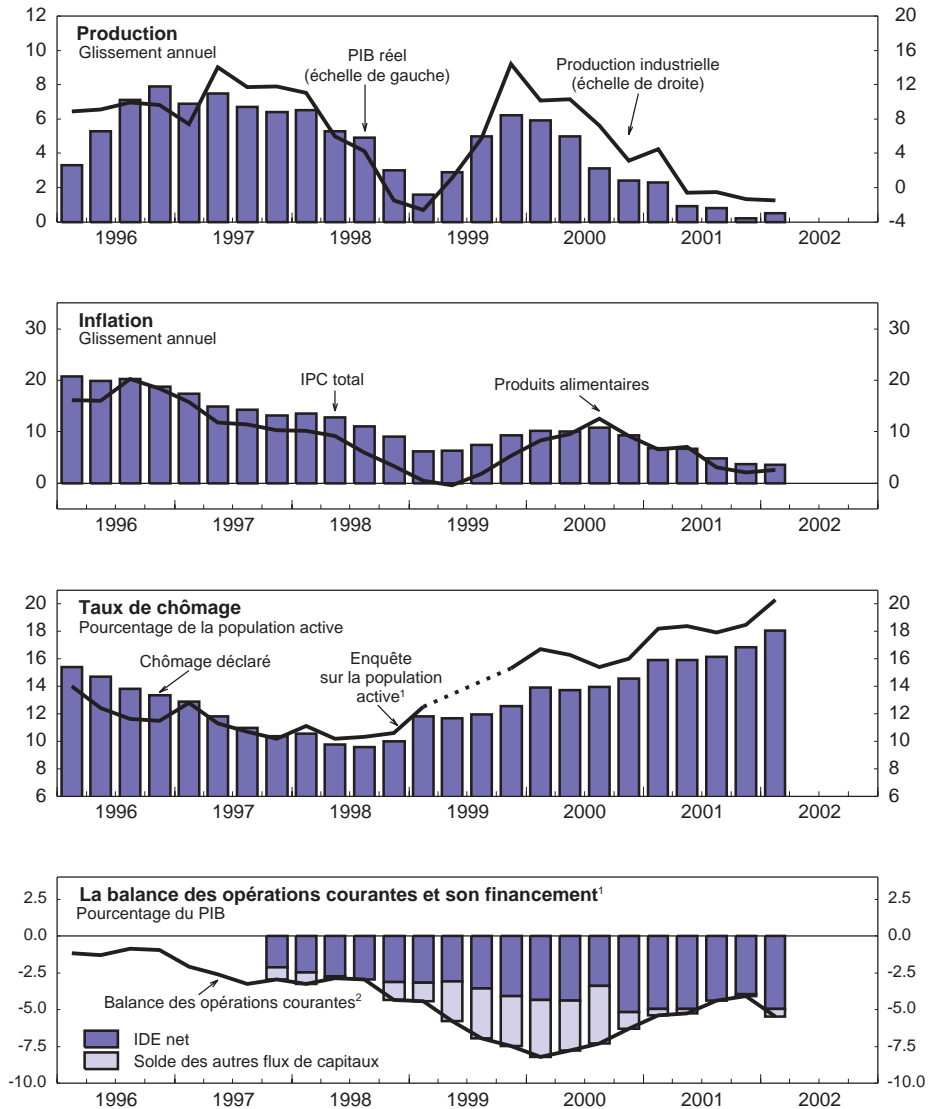 Production
Glissement annuel
PIB réel
(échelle de gauche)
Production industrielle
(échelle de droite)
12
10
8
6
4
2
0
20
16
12
8
4
0
-4
1996 1997 1998 1999 2000 2001 2002
Inflation
Glissement annuel
IPC total
Produits alimentaires
30
20
10
0
30
20
10
0
1996 1997 1998 1999 2000 2001 2002
Taux de chômage
Pourcentage de la population active
Chômage déclaré
Enquête
sur la population
active¹
20
18
16
14
12
10
8
6
20
18
16
14
12
10
8
6
1996 1997 1998 1999 2000 2001 2002
La balance des opérations courantes et son financement¹
Pourcentage du PIB
Balance des opérations courantes²
IDE net
Solde des autres flux de capitaux
2.5
0.0
-2.5
-5.0
-7.5
-10.0
2.5
0.0
-2.5
-5.0
-7.5
-10.0
1996 1997 1998 1999 2000 2001 2002